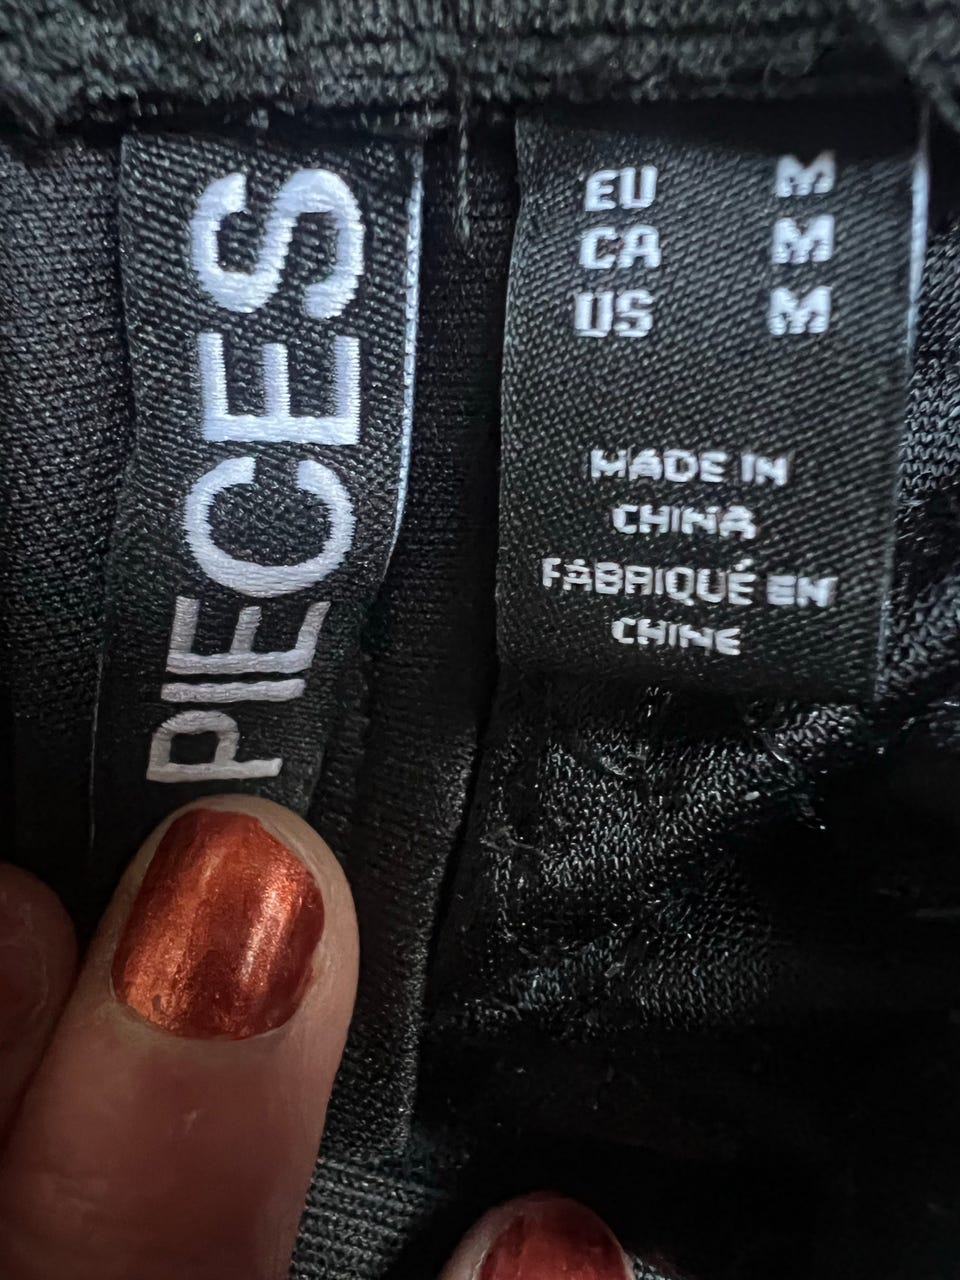 PIECES
EU M
CA M
US M
MADE IN
CHINA
FABRIQUÉ EN
CHINE